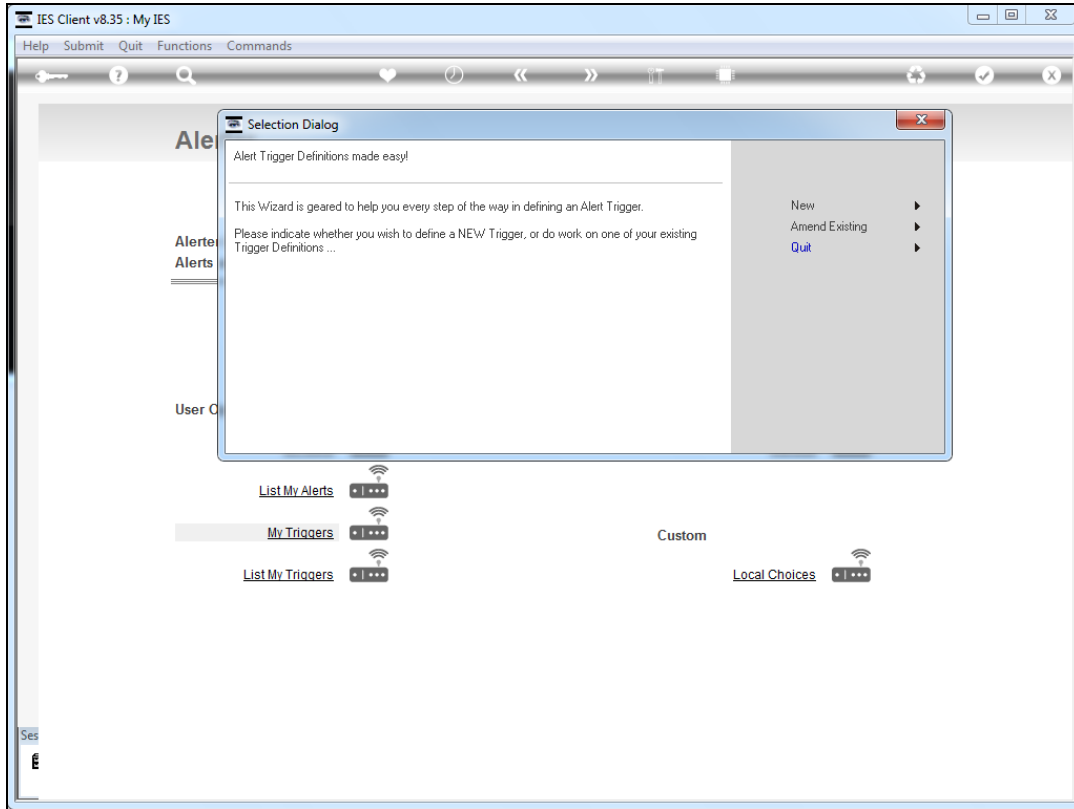 IES Client v8.35 : My IES
Help Submit Quit Functions Commands
Selection Dialog
Alert Trigger Definitions made easy!
This Wizard is geared to help you every step of the way in defining an Alert Trigger.
Please indicate whether you wish to define a NEW Trigger, or do work on one of your existing
Trigger Definitions ...
New
Amend Existing
Quit
Alerts
List My Alerts
My Triggers
Custom
List My Triggers
Local Choices